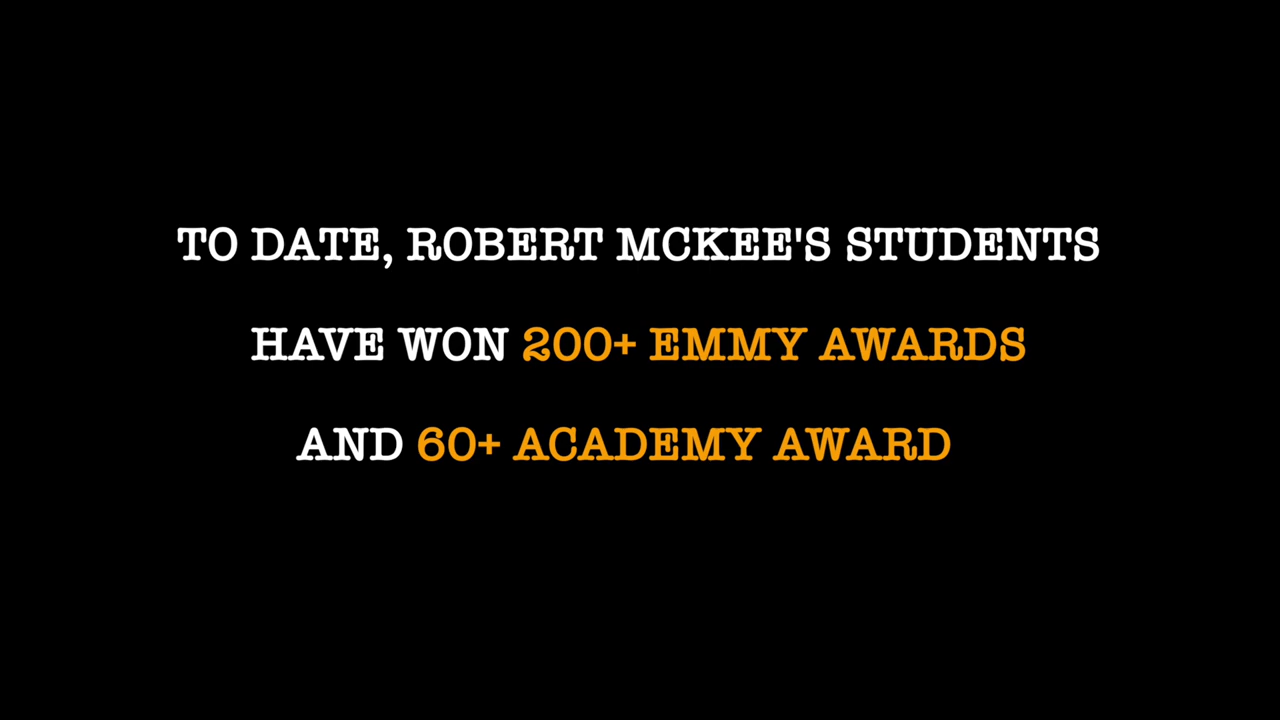 TO DATE, ROBERT MCKEE'S STUDENTS
HAVE WON 200+ EMMY AWARDS
AND 60+ ACADEMY AWARD